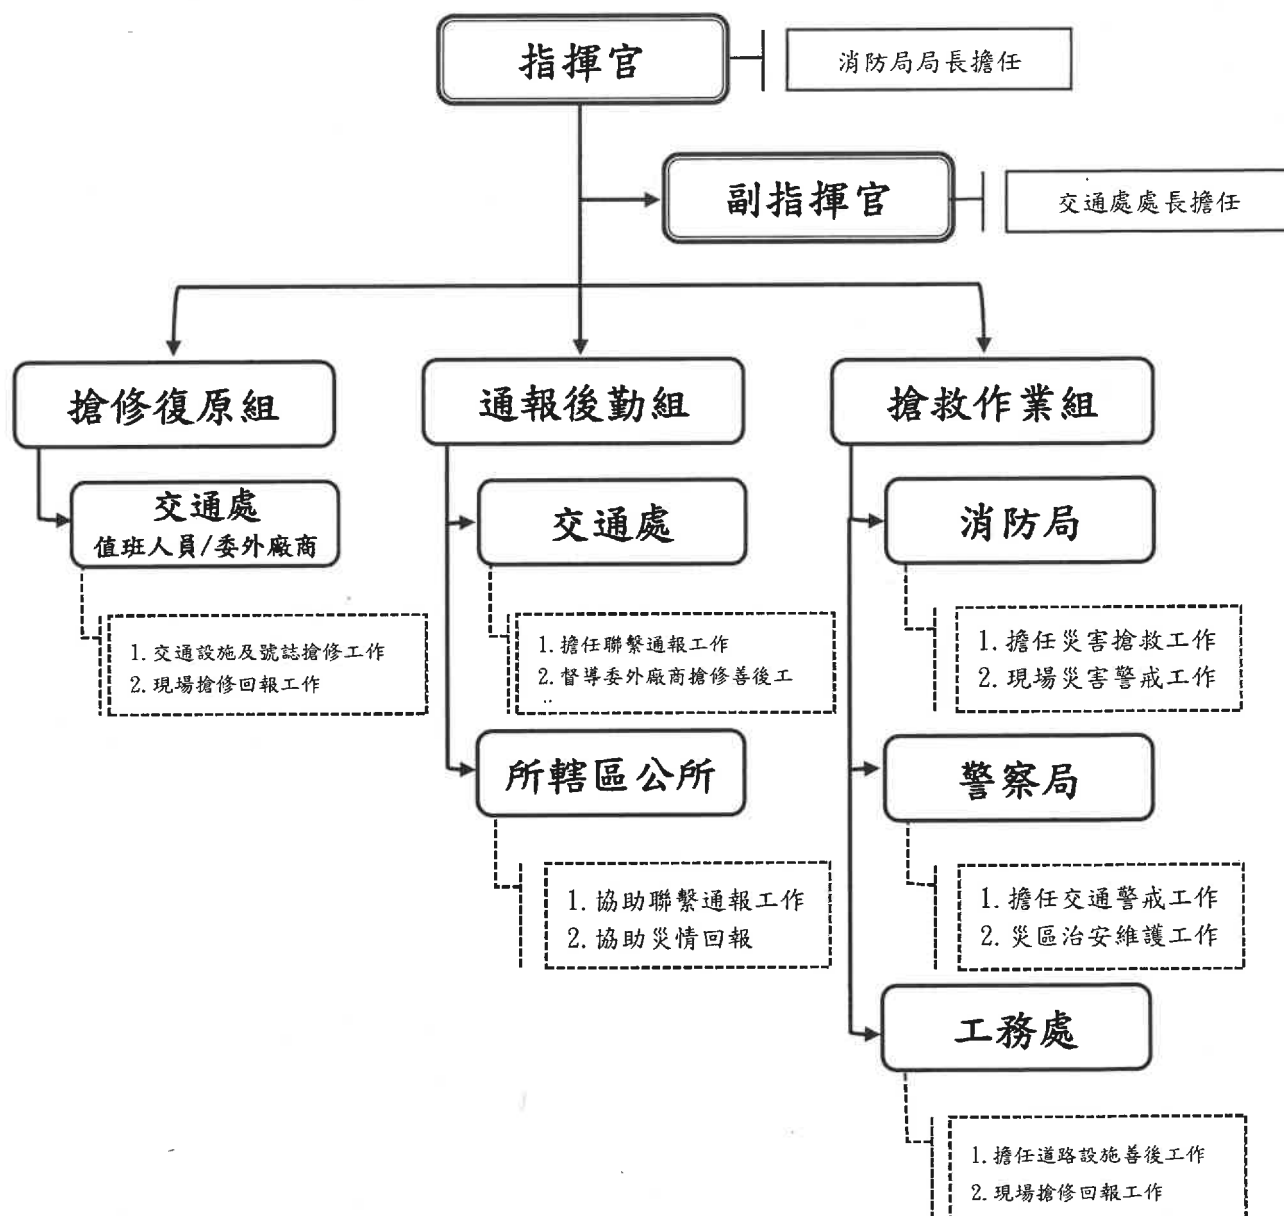 指揮官
消防局局長擔任
副指揮官
交通處處長擔任
搶修復原組
交通處
值班人員/委外廠商
1. 交通設施及號誌搶修工作
2. 現場搶修回報工作
通報後勤組
交通處
1. 擔任聯繫通報工作
2. 督導委外廠商搶修善後工
所轄區公所
1. 協助聯繫通報工作
2. 協助災情回報
搶救作業組
消防局
1. 擔任災害搶救工作
2. 現場災害警戒工作
警察局
1. 擔任交通警戒工作
2. 災區治安維護工作
工務處
1. 擔任道路設施善後工作
2. 現場搶修回報工作